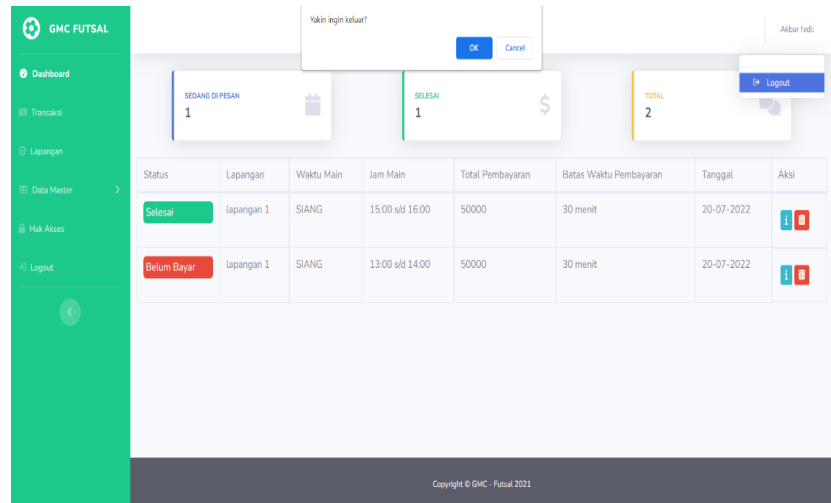 GMC FUTSAL
Yakin ingin keluar?
OK Cancel
Akbar fadli
Logout
Dashboard
Transaksi
Lapangan
Data Master
Hak Akses
Logout
SEDANG DI PESAN
1
SELESAI
1
TOTAL
2
Status Lapangan Waktu Main Jam Main Total Pembayaran Batas Waktu Pembayaran Tanggal Aksi
Selesai lapangan 1 SIANG 15:00 s/d 16:00 50000 30 menit 20-07-2022
Belum Bayar lapangan 1 SIANG 13:00 s/d 14:00 50000 30 menit 20-07-2022
Copyright © GMC - Futsal 2021